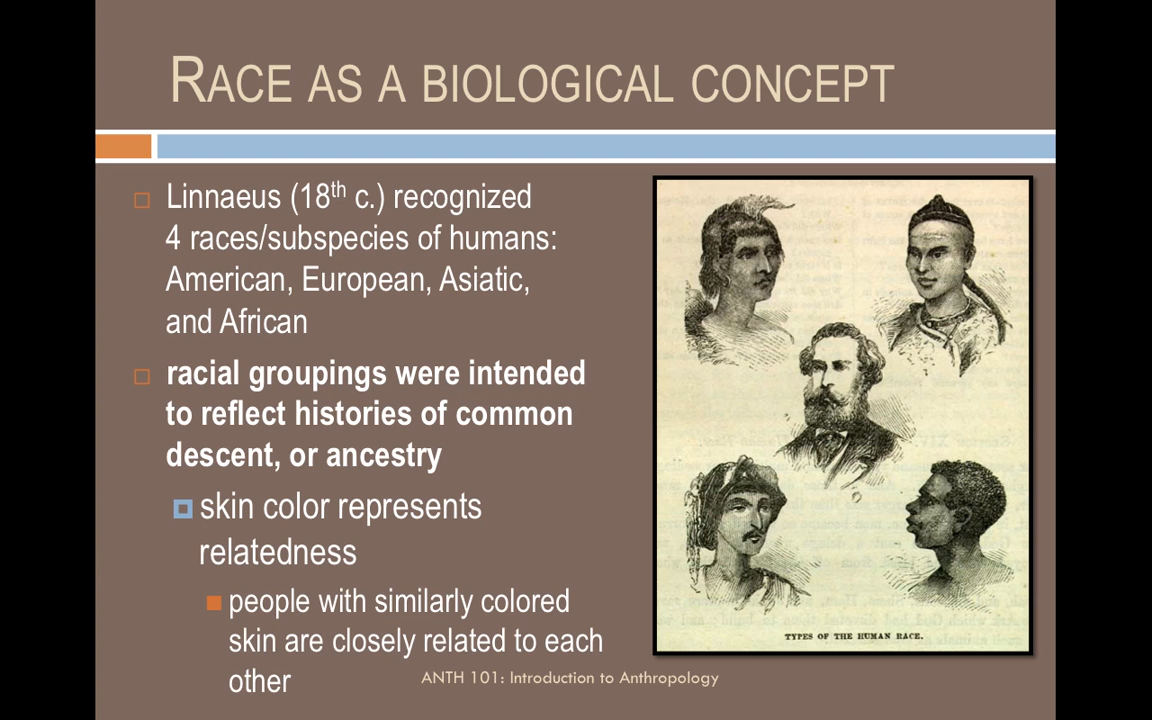 RACE AS A BIOLOGICAL CONCEPT
Linnaeus (18th c.) recognized
4 races/subspecies of humans:
American, European, Asiatic,
and African
racial groupings were intended
to reflect histories of common
descent, or ancestry
skin color represents
relatedness
people with similarly colored
skin are closely related to each
other
TYPES OF THE HUMAN RACE.
ANTH 101: Introduction to Anthropology